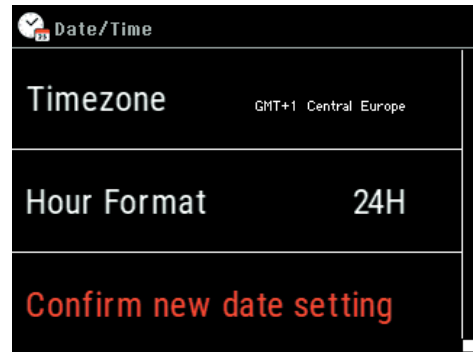 Date/Time
Timezone GMT+1 Central Europe
Hour Format 24H
Confirm new date setting